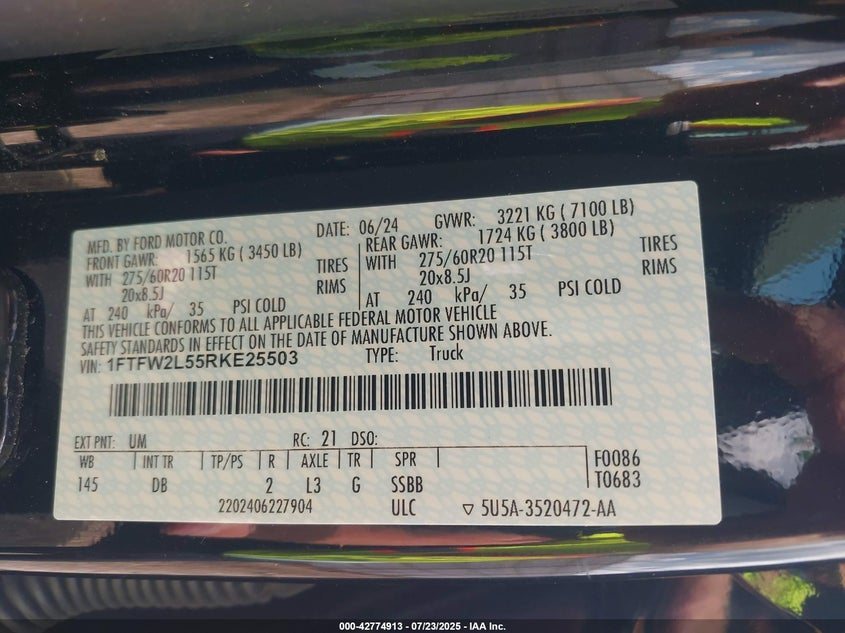 MFD. BY FORD MOTOR CO. DATE: 06/24 GVWR: 3221 KG ( 7100 LB)
FRONT GAWR: 1565 KG ( 3450 LB) REAR GAWR: 1724 KG ( 3800 LB)
WITH 275/60R20 115T TIRES WITH 275/60R20 115T TIRES
20x8.5J RIMS 20x8.5J RIMS
AT 240 kPa/ 35 PSI COLD AT 240 kPa/ 35 PSI COLD
THIS VEHICLE CONFORMS TO ALL APPLICABLE FEDERAL MOTOR VEHICLE
SAFETY STANDARDS IN EFFECT ON THE DATE OF MANUFACTURE SHOWN ABOVE.
VIN: 1FTFW2L55RKE25503 TYPE: Truck
EXT PNT: UM RC: 21 DSO:
WB INT TR TP/PS R AXLE TR SPR F0086
145 DB 2 L3 G SSBB T0683
2202406227904 ULC ▽ 5U5A-3520472-AA
000-42774913 - 07/23/2025 - IAA Inc.